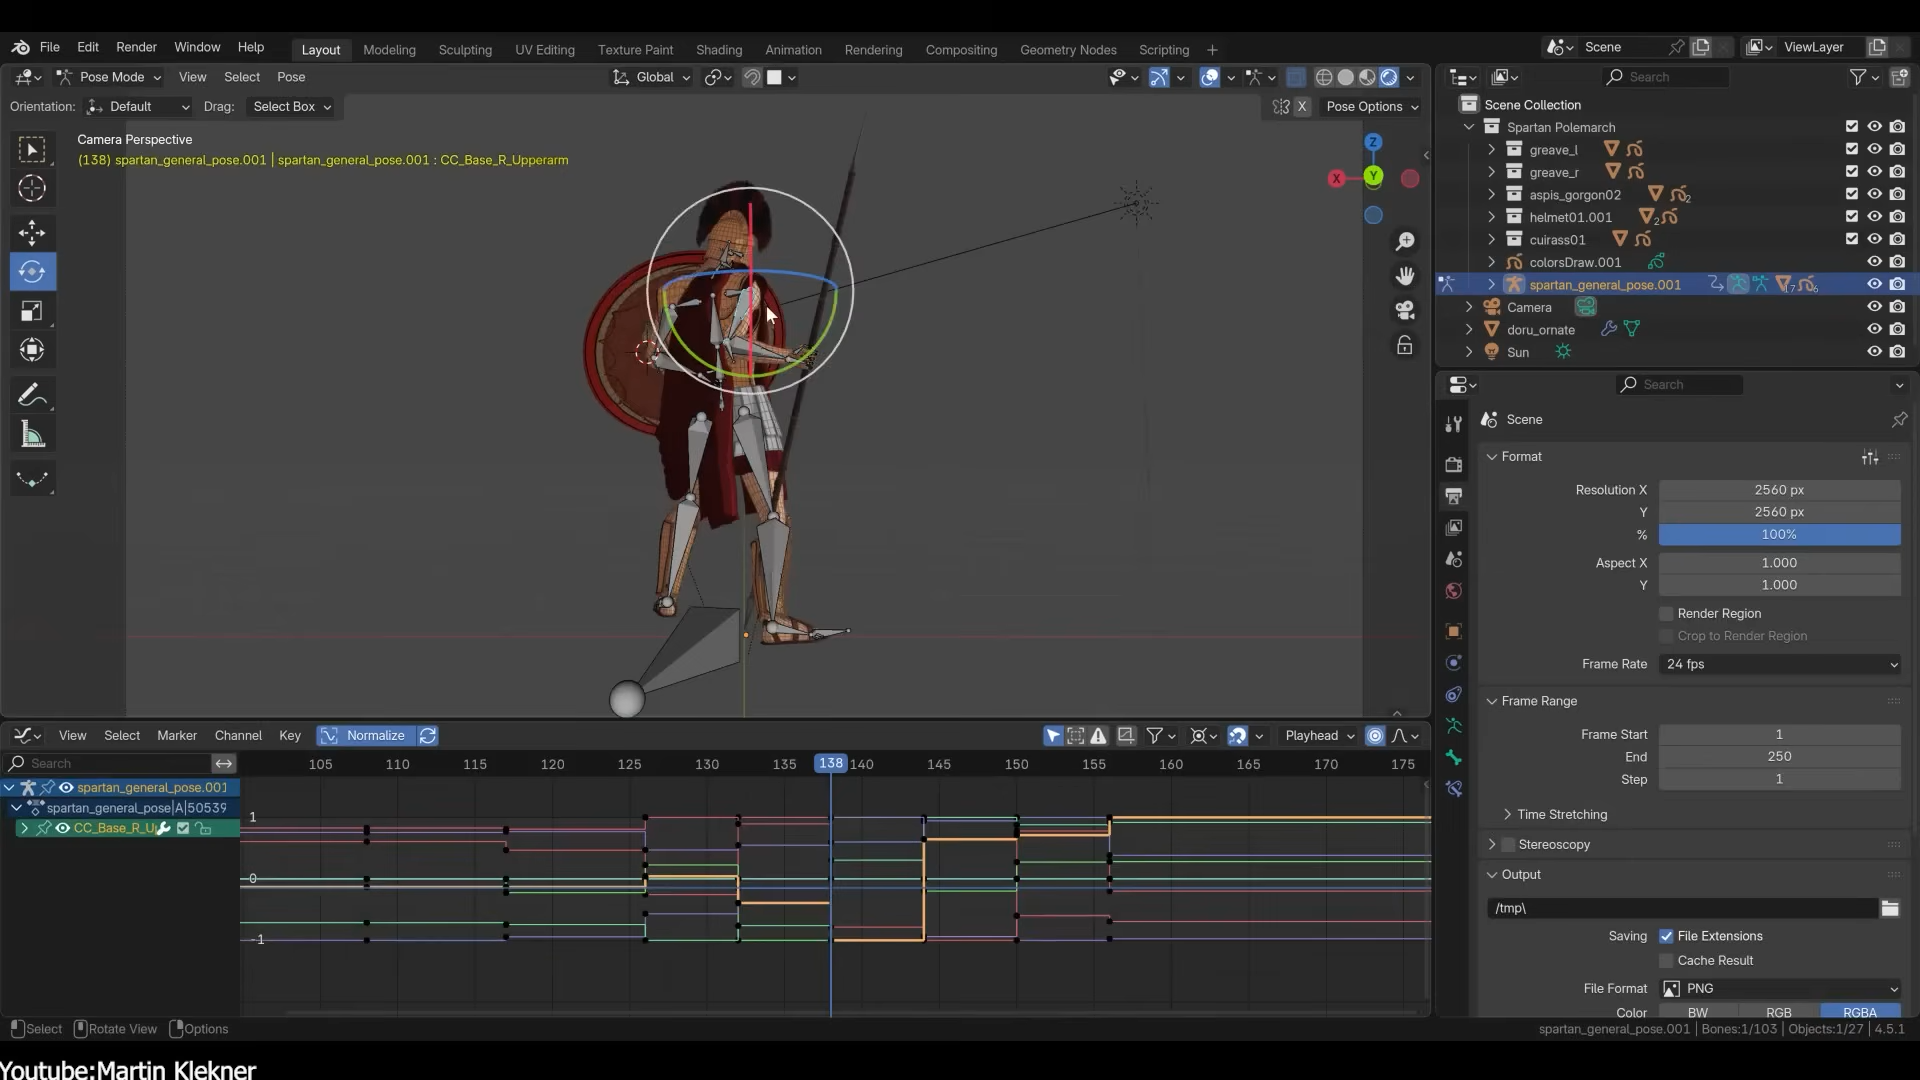 File Edit Render Window Help Layout Modeling Sculpting UV Editing Texture Paint Shading Animation Rendering Compositing Geometry Nodes Scripting + Scene ViewLayer
Pose Mode View Select Pose Global Search
Orientation: Default Drag: Select Box X Pose Options
Scene Collection
Camera Perspective
(138) spartan_general_pose.001 | spartan_general_pose.001 : CC_Base_R_Upperarm
Spartan Polemarch
greave_l
greave_r
aspis_gorgon02 2
helmet01.001 2
cuirass01
colorsDraw.001
spartan_general_pose.001 17 6
Camera
doru_ornate
Sun
Z
X Y
Search
Scene
Format
Resolution X 2560 px
Y 2560 px
% 100%
Aspect X 1.000
Y 1.000
Render Region
Crop to Render Region
Frame Rate 24 fps
Frame Range
Frame Start 1
End 250
Step 1
Time Stretching
Stereoscopy
Output
/tmp\
Saving File Extensions
Cache Result
File Format PNG
Color BW RGB RGBA
View Select Marker Channel Key Normalize Playhead
Search 105 110 115 120 125 130 135 138 140 145 150 155 160 165 170 175
spartan_general_pose.001
spartan_general_pose|A|50539
CC_Base_R_U
1
0
-1
Select Rotate View Options
spartan_general_pose.001 | Bones:1/103 | Objects:1/27 | 4.5.1
Youtube:Martin Klekner